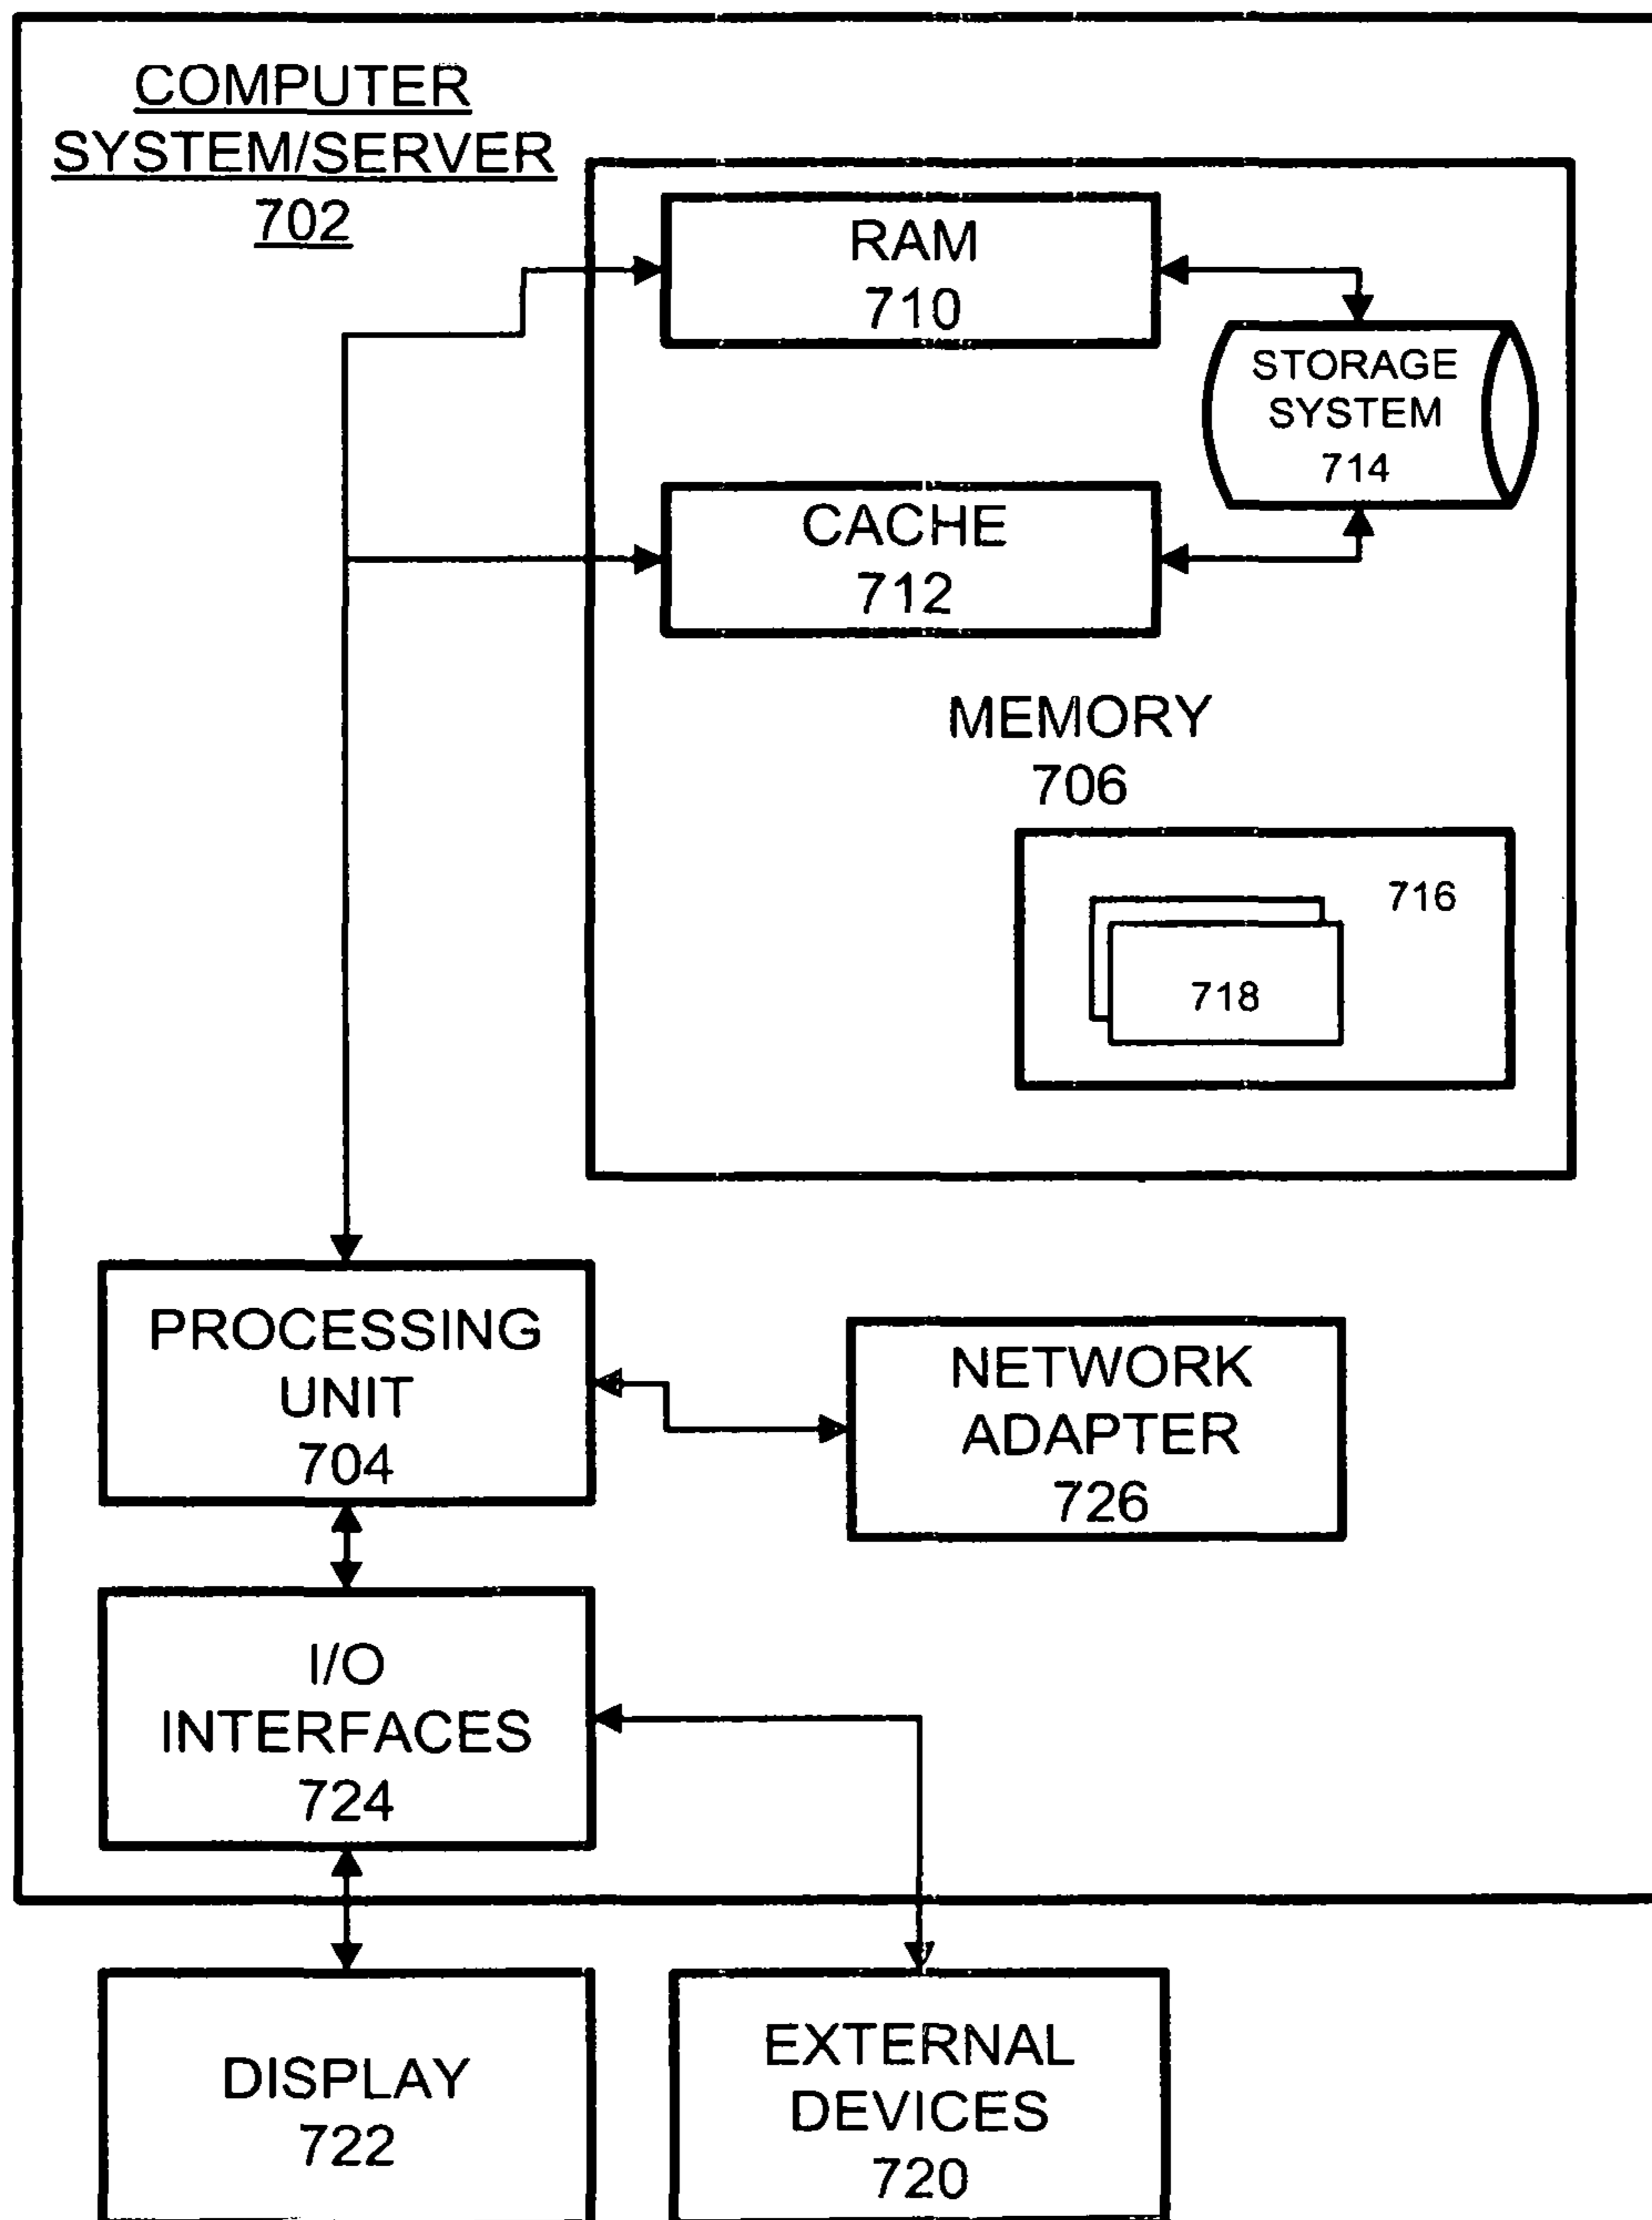 COMPUTER
SYSTEM/SERVER
702
RAM
710
STORAGE
SYSTEM
714
CACHE
712
MEMORY
706
716
718
PROCESSING
UNIT
704
NETWORK
ADAPTER
726
I/O
INTERFACES
724
DISPLAY
722
EXTERNAL
DEVICES
720